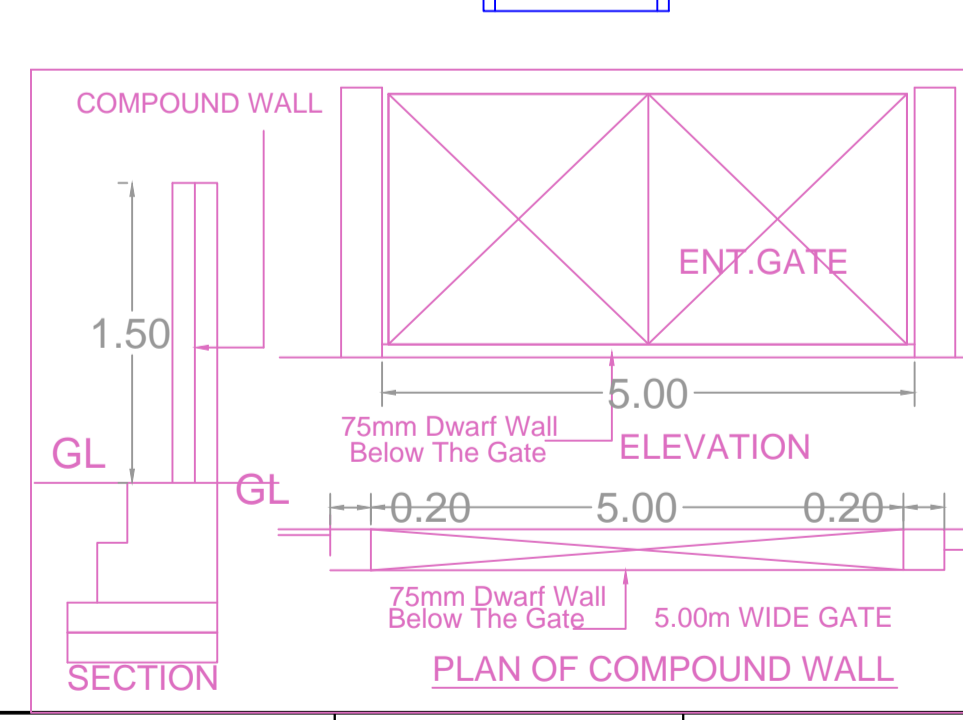 COMPOUND WALL
ENT.GATE
1.50
5.00
75mm Dwarf Wall
Below The Gate
ELEVATION
GL
GL
0.20
5.00
0.20
75mm Dwarf Wall
Below The Gate
5.00m WIDE GATE
SECTION
PLAN OF COMPOUND WALL